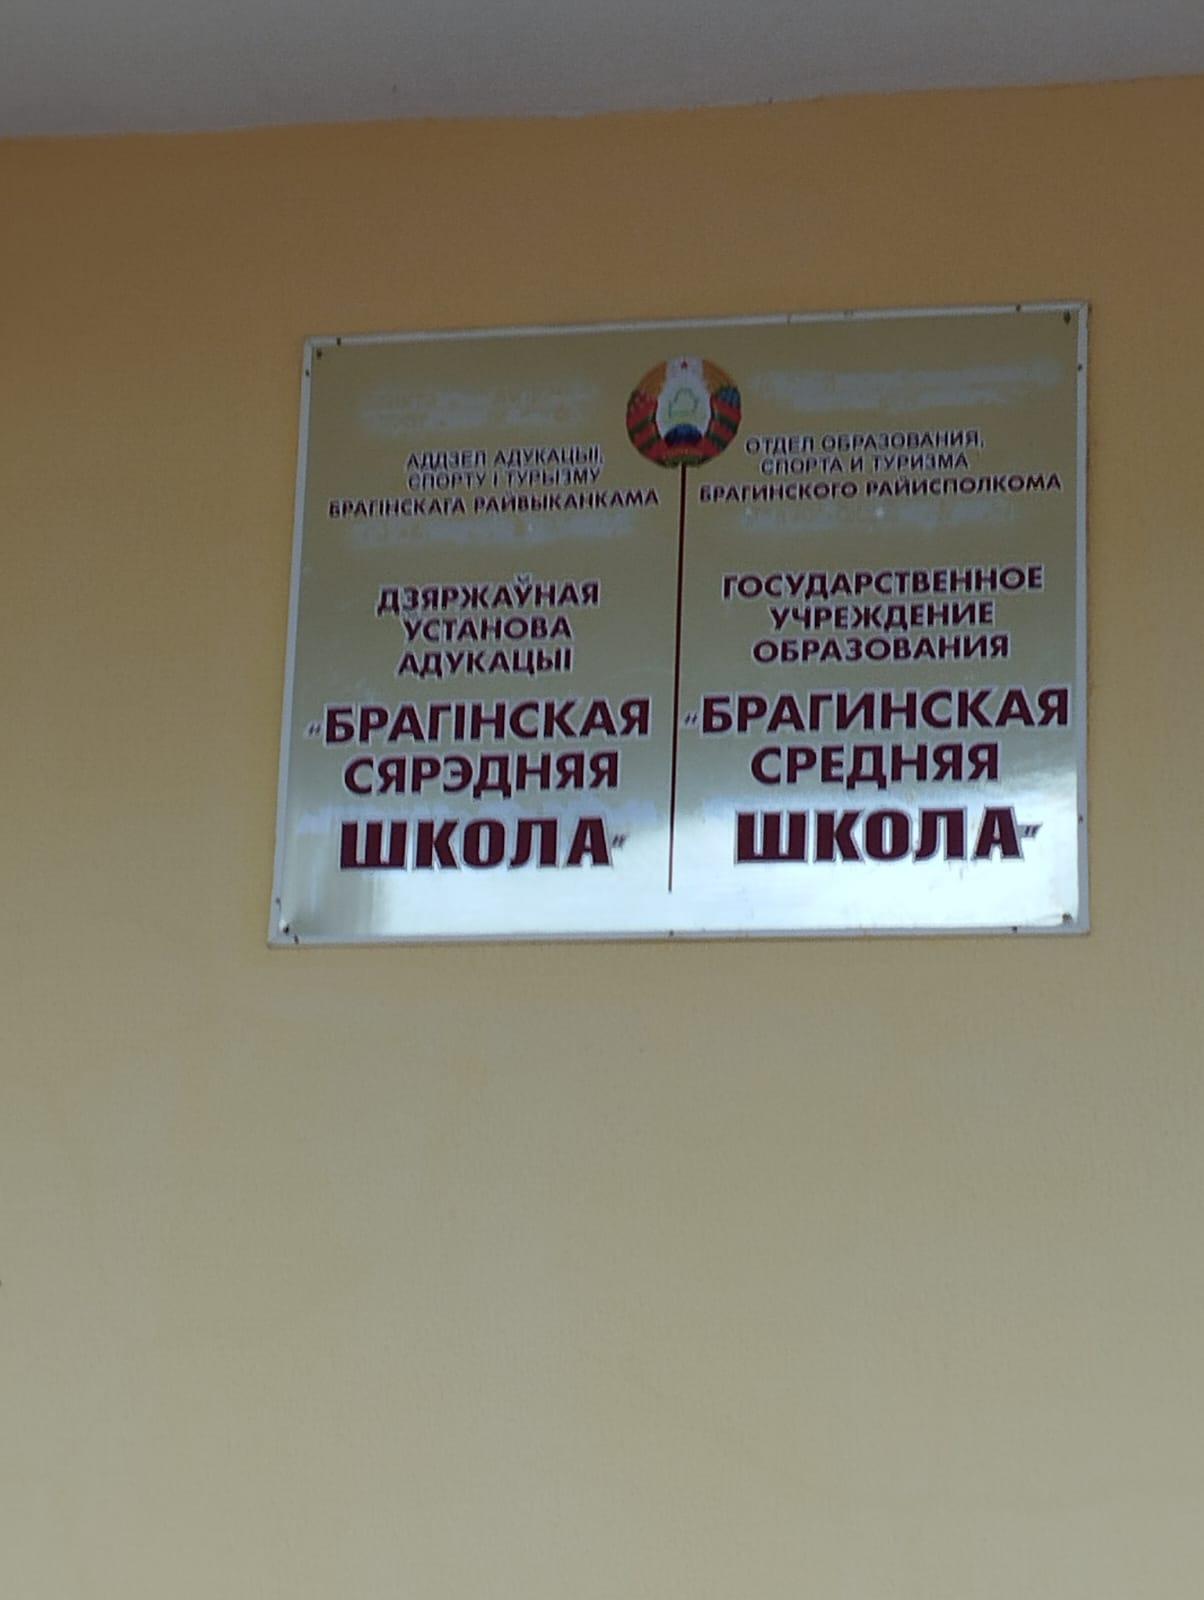 АДДЗЕЛ АДУКАЦЫІ,
СПОРТУ І ТУРЫЗМУ
БРАГІНСКАГА РАЙВЫКАНКАМА
ДЗЯРЖАЎНАЯ
ЎСТАНОВА
АДУКАЦЫІ
"БРАГІНСКАЯ
СЯРЭДНЯЯ
ШКОЛА"
ОТДЕЛ ОБРАЗОВАНИЯ,
СПОРТА И ТУРИЗМА
БРАГИНСКОГО РАЙИСПОЛКОМА
ГОСУДАРСТВЕННОЕ
УЧРЕЖДЕНИЕ
ОБРАЗОВАНИЯ
"БРАГИНСКАЯ
СРЕДНЯЯ
ШКОЛА"